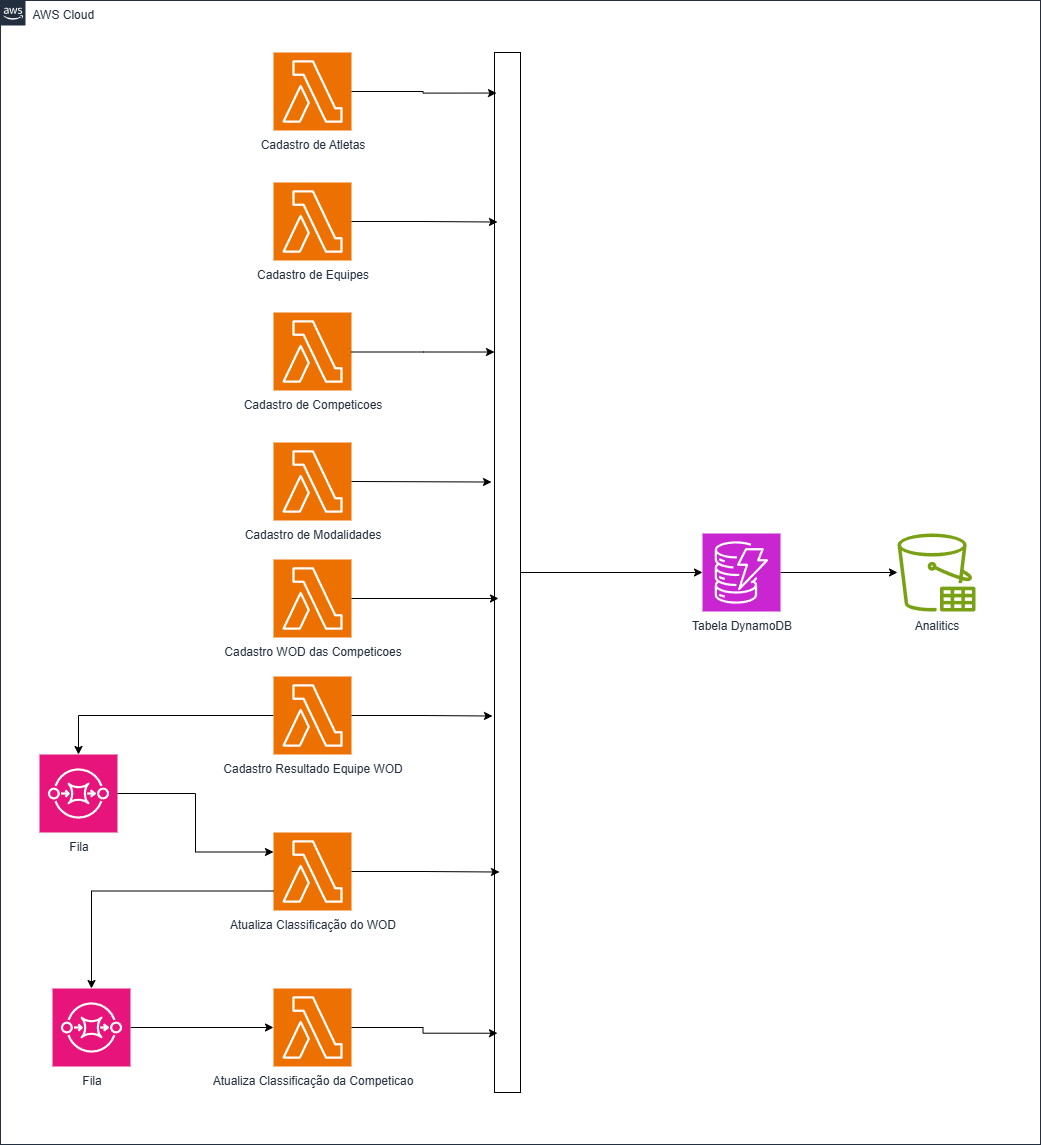 aws
AWS Cloud
Cadastro de Atletas
Cadastro de Equipes
Cadastro de Competicoes
Cadastro de Modalidades
Cadastro WOD das Competicoes
Tabela DynamoDB
Analitics
Cadastro Resultado Equipe WOD
Fila
Atualiza Classificação do WOD
Fila
Atualiza Classificação da Competicao